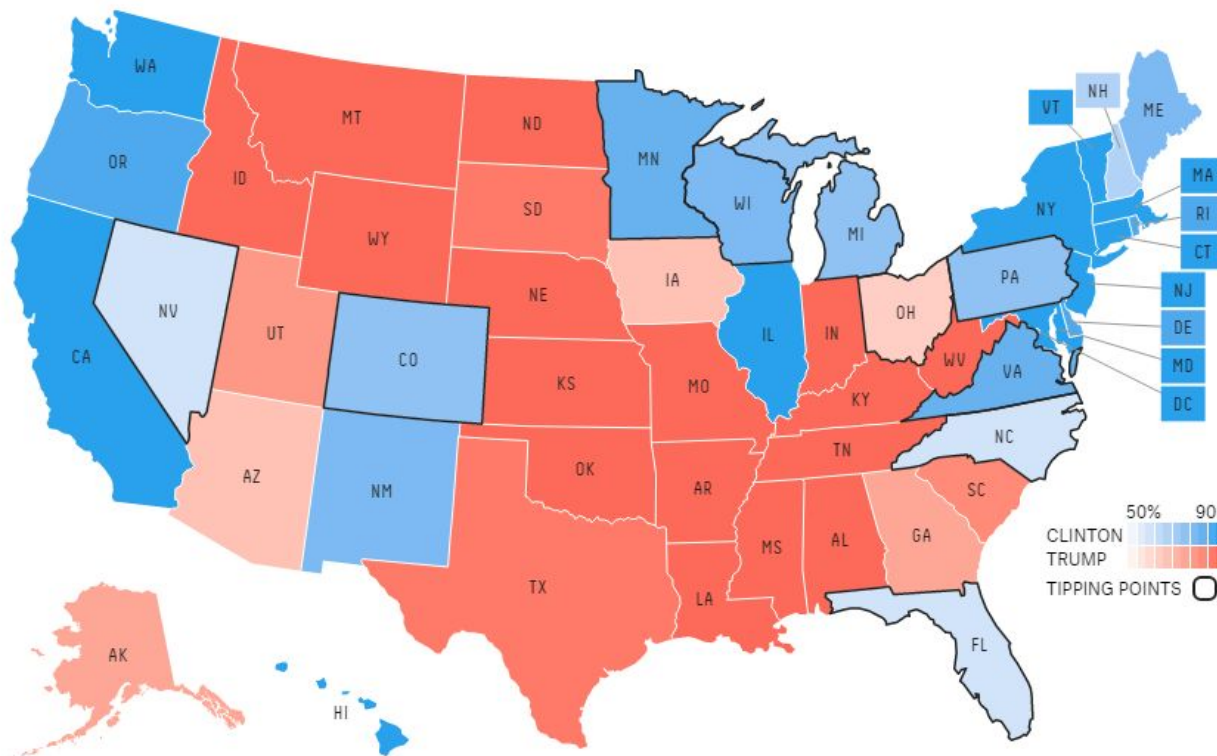 WA
OR
CA
NV
ID
MT
WY
UT
AZ
CO
NM
ND
SD
NE
KS
OK
TX
MN
IA
MO
AR
LA
WI
IL
MI
IN
OH
KY
TN
MS
AL
GA
FL
SC
NC
VA
WV
PA
NY
VT
NH
ME
MA
RI
CT
NJ
DE
MD
DC
AK
HI
50% 90
CLINTON
TRUMP
TIPPING POINTS